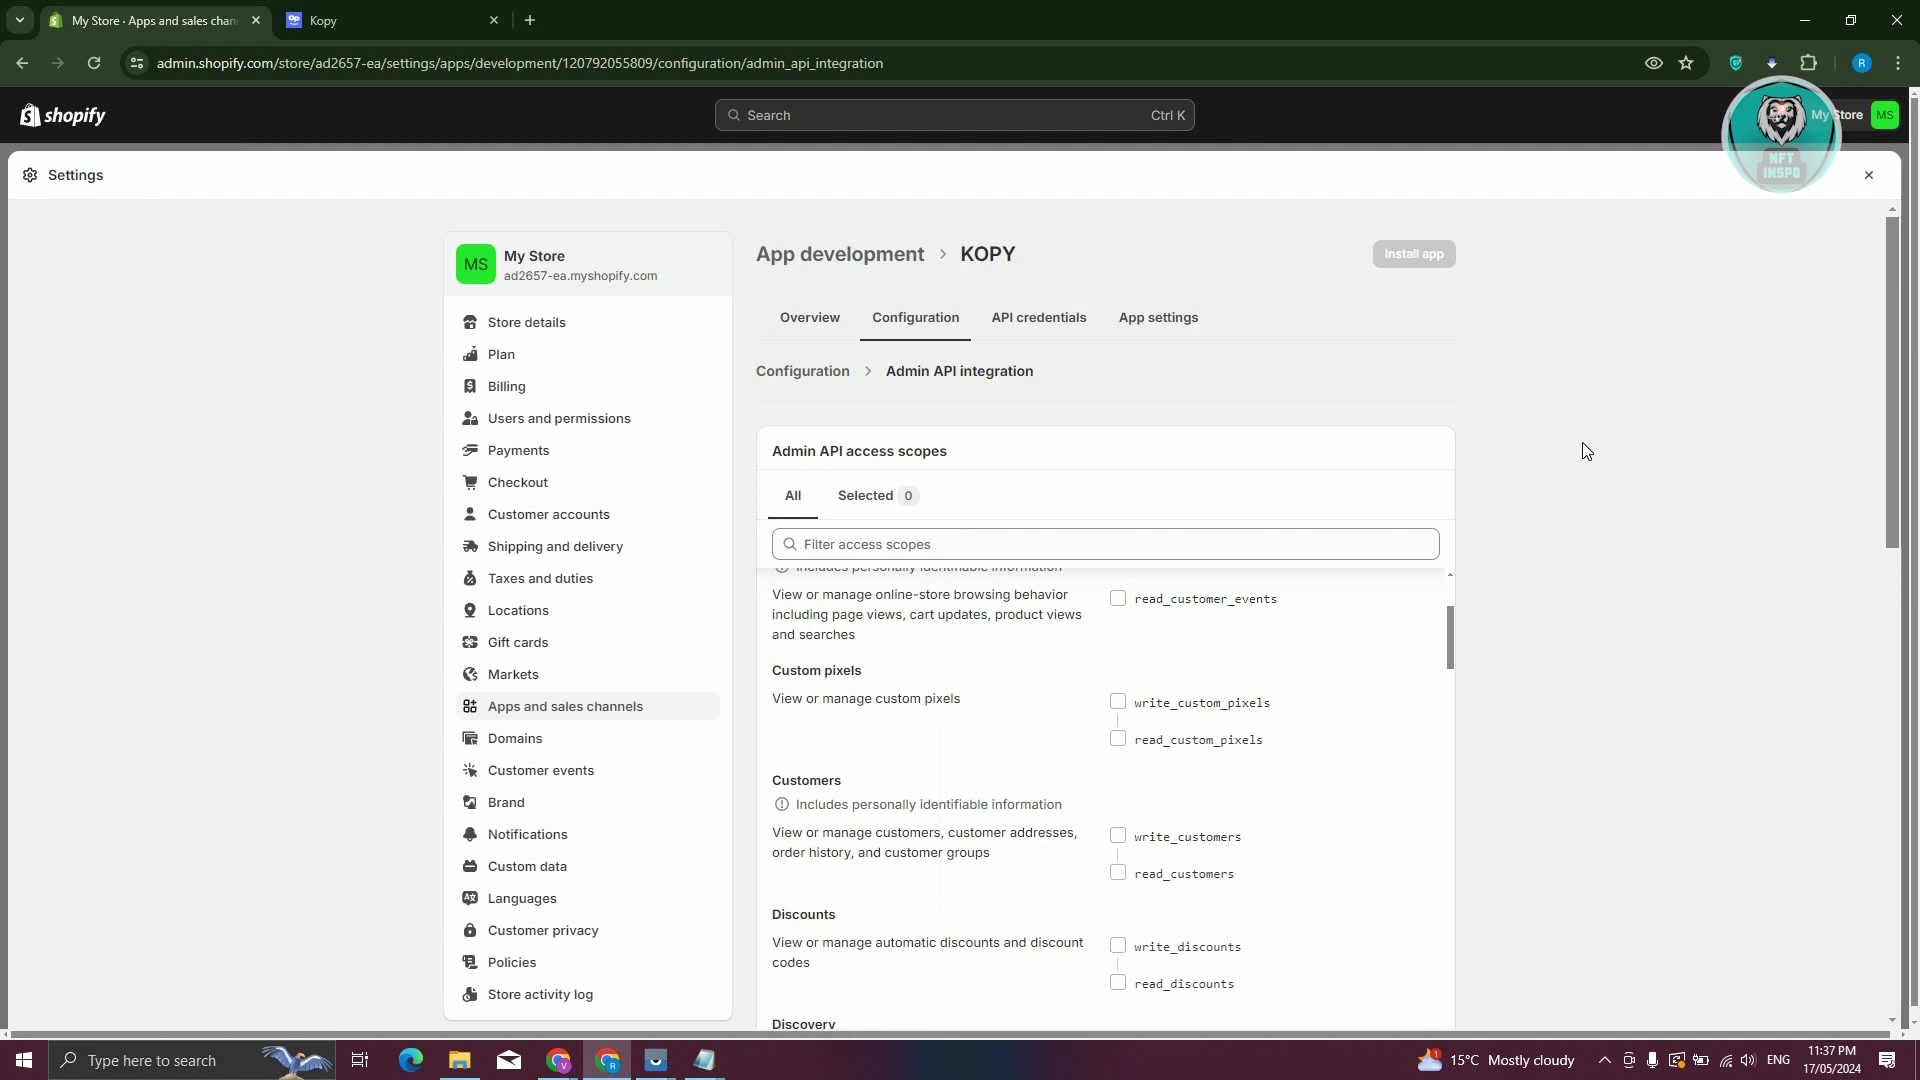 My Store · Apps and sales chan
Kopy
admin.shopify.com/store/ad2657-ea/settings/apps/development/120792055809/configuration/admin_api_integration
R
shopify
Search
Ctrl K
My Store
MS
NFT
INSPO
Settings
MS
My Store
ad2657-ea.myshopify.com
Store details
Plan
Billing
Users and permissions
Payments
Checkout
Customer accounts
Shipping and delivery
Taxes and duties
Locations
Gift cards
Markets
Apps and sales channels
Domains
Customer events
Brand
Notifications
Custom data
Languages
Customer privacy
Policies
Store activity log
App development > KOPY
Install app
Overview
Configuration
API credentials
App settings
Configuration > Admin API integration
Admin API access scopes
All
Selected 0
Filter access scopes
Includes personally identifiable information
View or manage online-store browsing behavior
including page views, cart updates, product views
and searches
read_customer_events
Custom pixels
View or manage custom pixels
write_custom_pixels
read_custom_pixels
Customers
Includes personally identifiable information
View or manage customers, customer addresses,
order history, and customer groups
write_customers
read_customers
Discounts
View or manage automatic discounts and discount
codes
write_discounts
read_discounts
Discovery
Type here to search
15°C Mostly cloudy
ENG
11:37 PM
17/05/2024